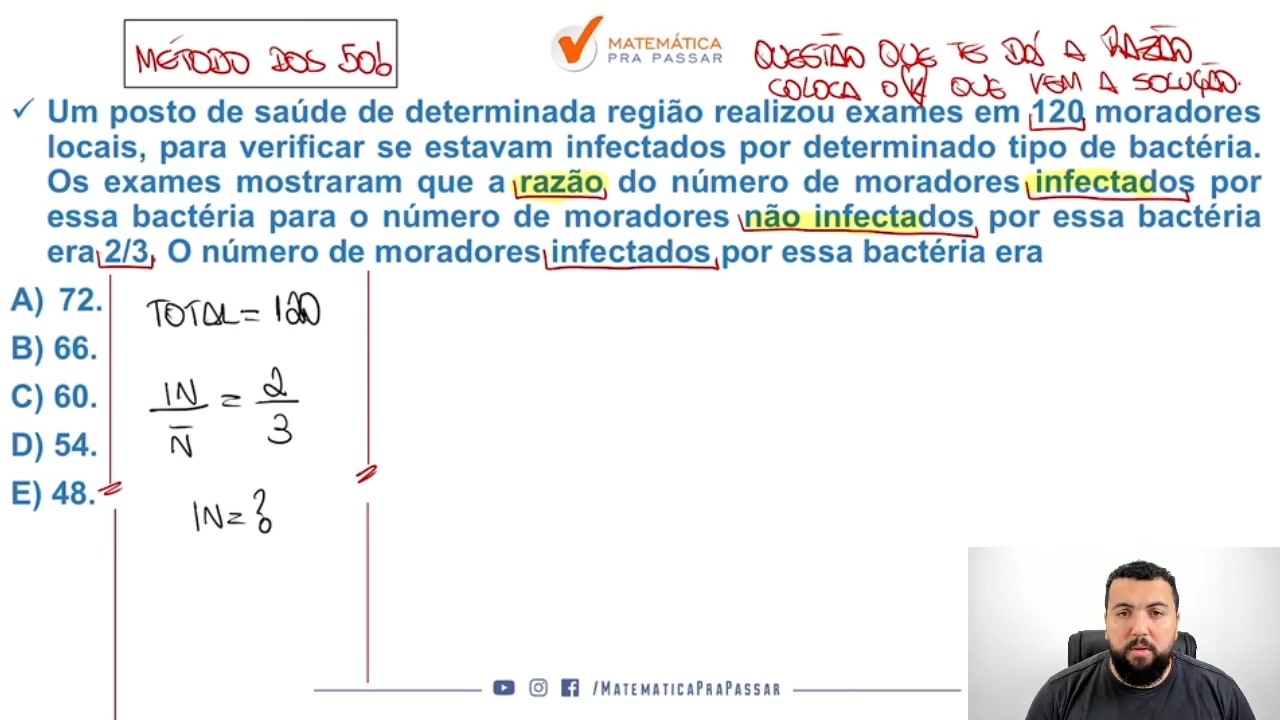 MÉTODO DOS 50%
MATEMÁTICA
PRA PASSAR
QUESTÃO QUE TE DÁ A RAZÃO
COLOCA O K QUE VEM A SOLUÇÃO.
✓ Um posto de saúde de determinada região realizou exames em 120 moradores
locais, para verificar se estavam infectados por determinado tipo de bactéria.
Os exames mostraram que a razão do número de moradores infectados por
essa bactéria para o número de moradores não infectados por essa bactéria
era 2/3. O número de moradores infectados por essa bactéria era
A) 72.
B) 66.
C) 60.
D) 54.
E) 48.
TOTAL = 120
IN/N̄ = 2/3
IN = ?
/MATEMATICAPRAPASSAR